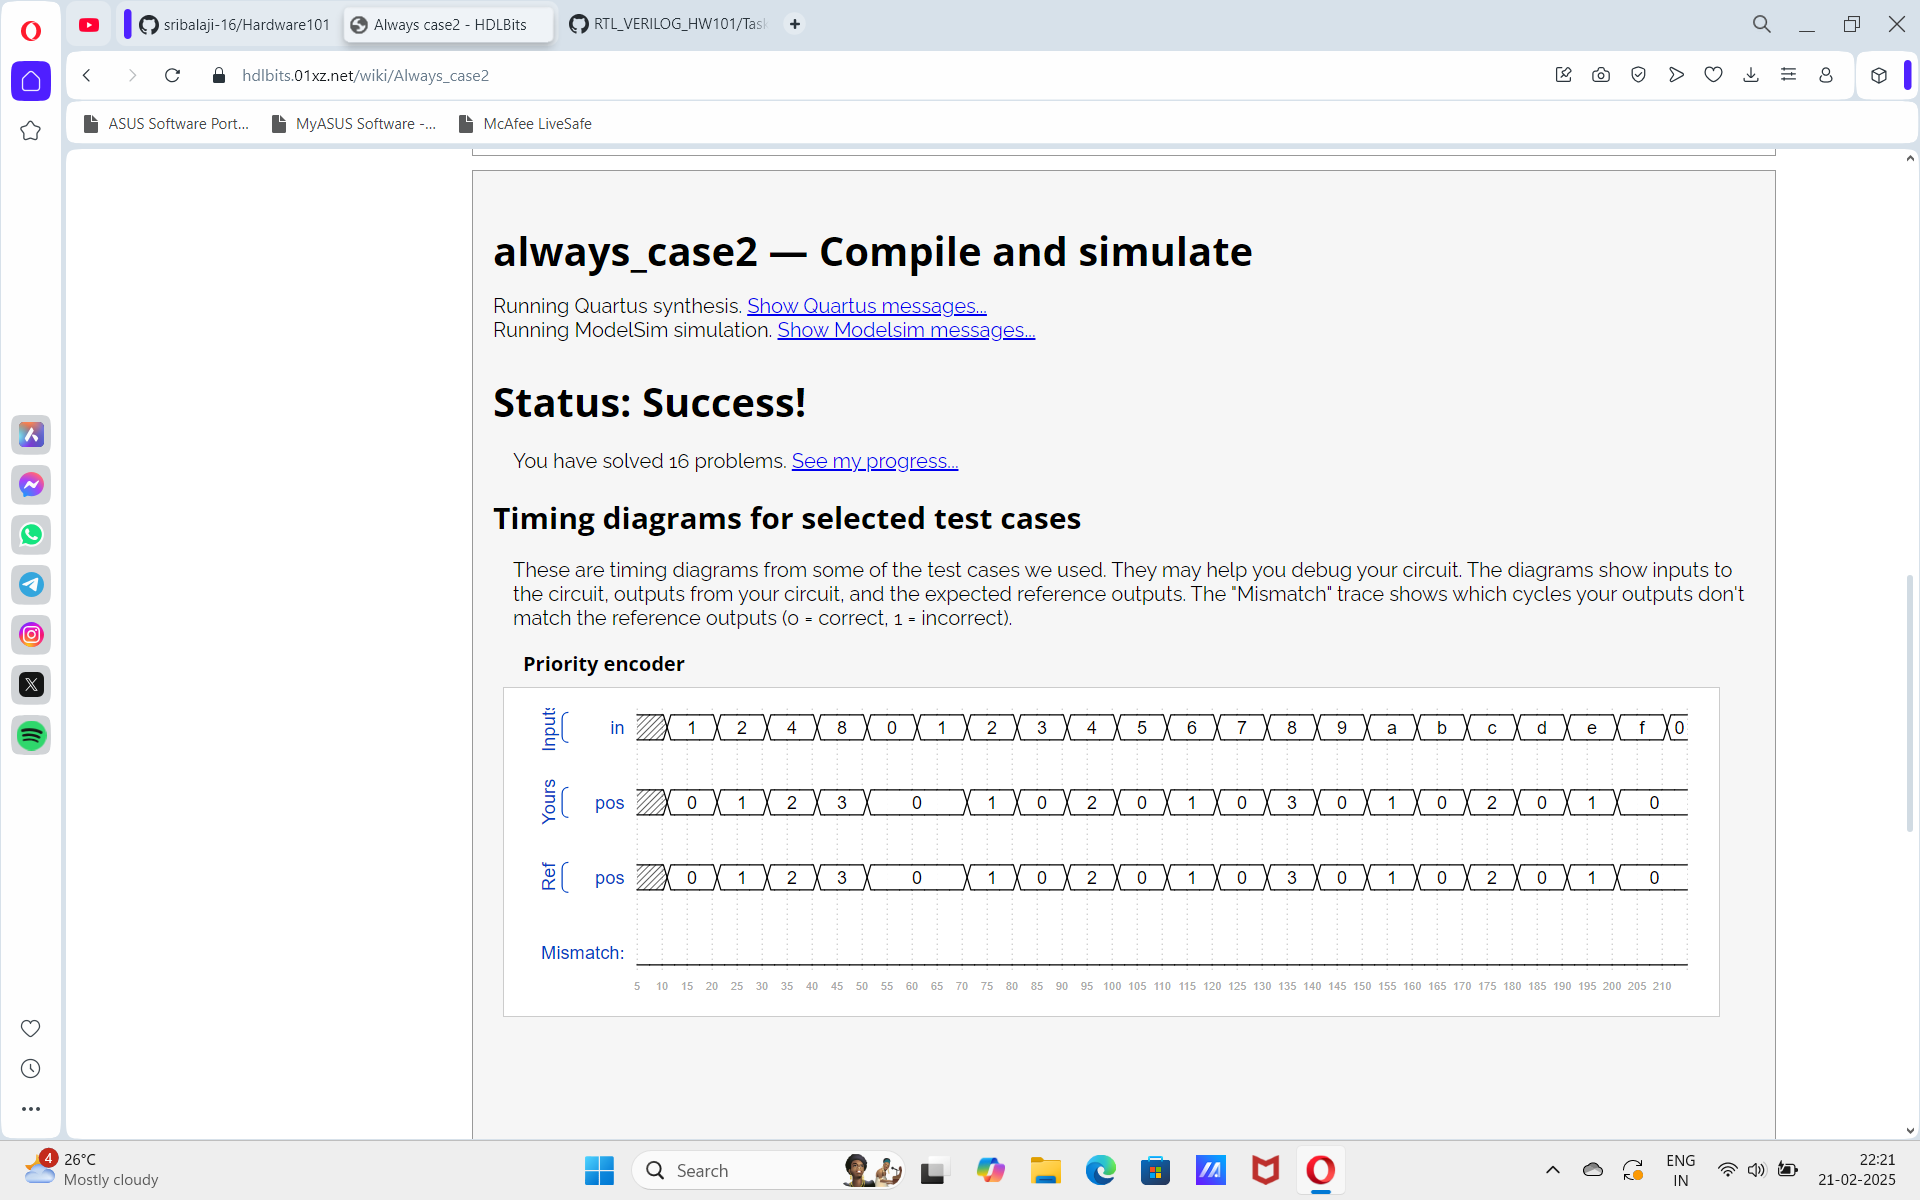 sribalaji-16/Hardware101
Always case2 - HDLBits
RTL_VERILOG_HW101/Task
hdlbits.01xz.net/wiki/Always_case2
ASUS Software Port...
MyASUS Software -...
McAfee LiveSafe
always_case2 — Compile and simulate
Running Quartus synthesis. Show Quartus messages...
Running ModelSim simulation. Show Modelsim messages...
Status: Success!
You have solved 16 problems. See my progress...
Timing diagrams for selected test cases
These are timing diagrams from some of the test cases we used. They may help you debug your circuit. The diagrams show inputs to
the circuit, outputs from your circuit, and the expected reference outputs. The "Mismatch" trace shows which cycles your outputs don't
match the reference outputs (0 = correct, 1 = incorrect).
Priority encoder
Inputs in 1 2 4 8 0 1 2 3 4 5 6 7 8 9 a b c d e f 0
Yours pos 0 1 2 3 0 1 0 2 0 1 0 3 0 1 0 2 0 1 0
Ref pos 0 1 2 3 0 1 0 2 0 1 0 3 0 1 0 2 0 1 0
Mismatch:
5 10 15 20 25 30 35 40 45 50 55 60 65 70 75 80 85 90 95 100 105 110 115 120 125 130 135 140 145 150 155 160 165 170 175 180 185 190 195 200 205 210
4
26°C
Mostly cloudy
Search
ENG
IN
22:21
21-02-2025